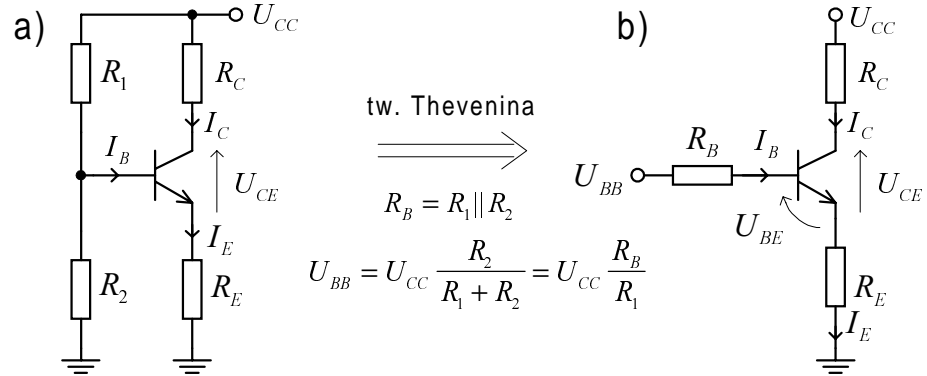 a)
U_CC
R_1
R_C
I_C
I_B
U_CE
I_E
R_2
R_E
tw. Thevenina
R_B = R_1 || R_2
U_BB = U_CC R_2 / (R_1 + R_2) = U_CC R_B / R_1
b)
U_CC
R_C
I_C
R_B
I_B
U_BB
U_CE
U_BE
R_E
I_E